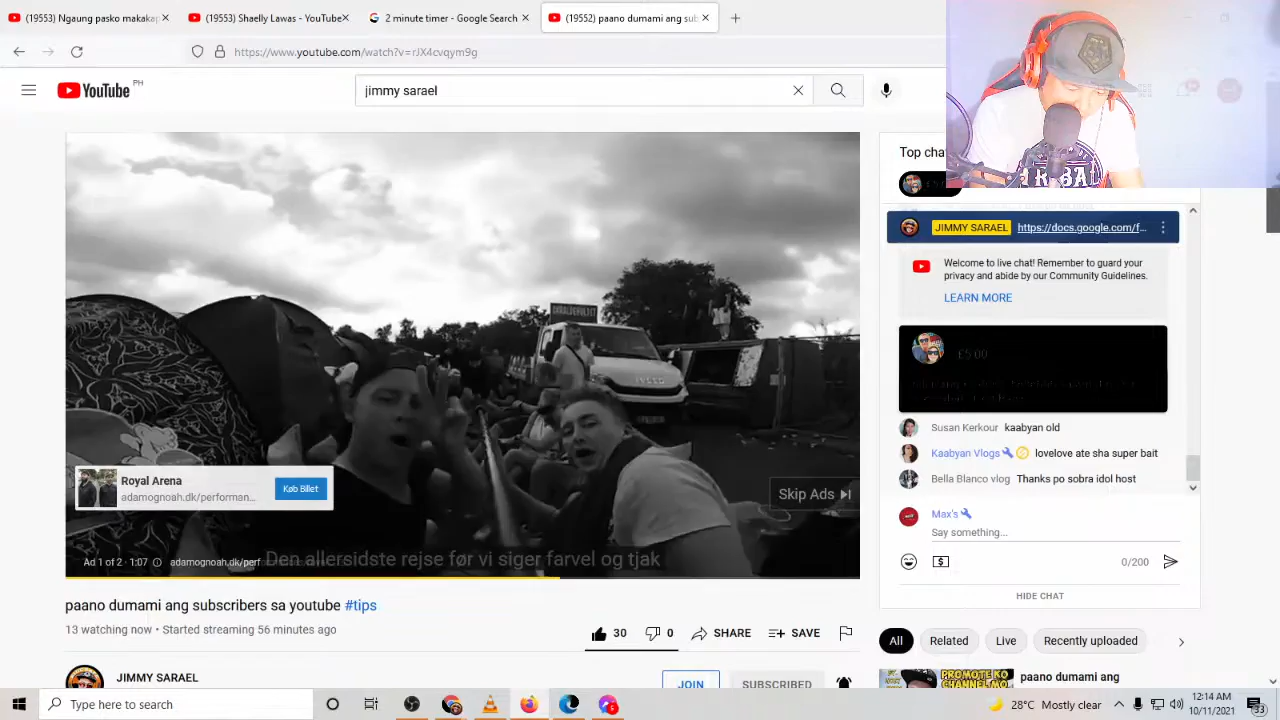 (19553) Ngaung pasko makakap
(19553) Shaelly Lawas - YouTube
2 minute timer - Google Search
(19552) paano dumami ang sub
https://www.youtube.com/watch?v=rJX4cvqym9g
YouTube PH
jimmy sarael
Top cha
JIMMY SARAEL https://docs.google.com/f...
Welcome to live chat! Remember to guard your
privacy and abide by our Community Guidelines.
LEARN MORE
£5.00
Susan Kerkour kaabyan old
Kaabyan Vlogs lovelove ate sha super bait
Bella Blanco vlog Thanks po sobra idol host
Max's
Say something...
0/200
HIDE CHAT
IVECO
Royal Arena
adamognoah.dk/performan...
Køb Billet
Skip Ads
Ad 1 of 2 · 1:07 adamognoah.dk/perf
Den allersidste rejse før vi siger farvel og tjak
paano dumami ang subscribers sa youtube #tips
13 watching now • Started streaming 56 minutes ago
30 0 SHARE SAVE
All Related Live Recently uploaded
JIMMY SARAEL
JOIN SUBSCRIBED
PROMOTE KO
CHANNEL MO
paano dumami ang
Type here to search
28°C Mostly clear
12:14 AM
10/11/2021
33